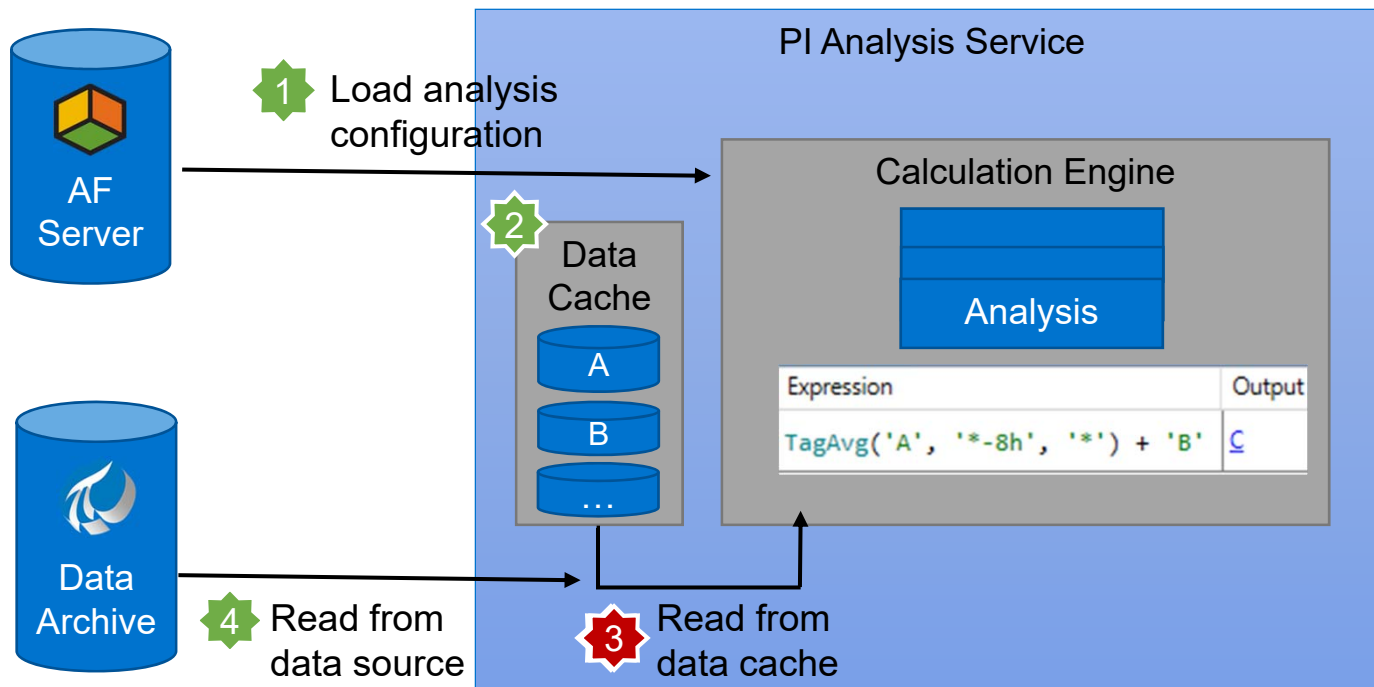 PI Analysis Service
1
Load analysis
configuration
AF
Server
Calculation Engine
2
Data
Cache
A
B
...
Analysis
Expression
Output
TagAvg('A', '*-8h', '*') + 'B'
C
Data
Archive
4
Read from
data source
3
Read from
data cache